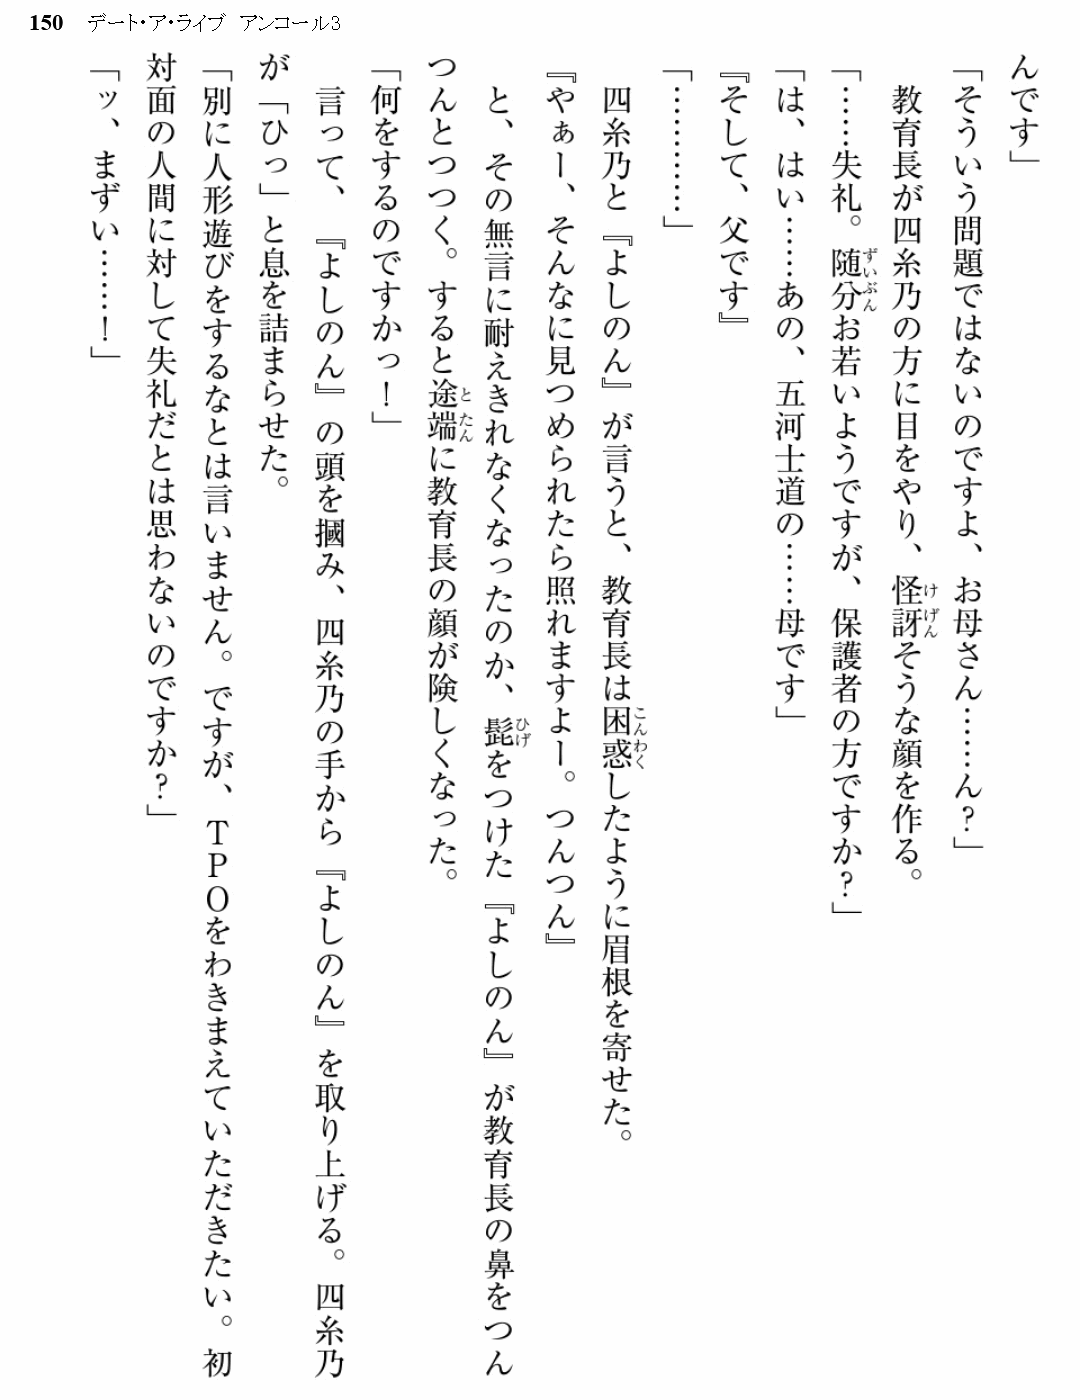 150 デート・ア・ライブ アンコール3
んです」
「そういう問題ではないのですよ、お母さん……ん?」
教育長が四糸乃の方に目をやり、怪訝そうな顔を作る。
「……失礼。随分お若いようですが、保護者の方ですか?」
「は、はい……あの、五河士道の……母です」
『そして、父です』
「…………」
四糸乃と『よしのん』が言うと、教育長は困惑したように眉根を寄せた。
『やぁー、そんなに見つめられたら照れますよー。つんつん』
と、その無言に耐えきれなくなったのか、髭をつけた『よしのん』が教育長の鼻をつん
つんとつつく。すると途端に教育長の顔が険しくなった。
「何をするのですかっ!」
言って、『よしのん』の頭を摑み、四糸乃の手から『よしのん』を取り上げる。四糸乃
が「ひっ」と息を詰まらせた。
「別に人形遊びをするなとは言いません。ですが、TPOをわきまえていただきたい。初
対面の人間に対して失礼だとは思わないのですか?」
「ッ、まずい……!」